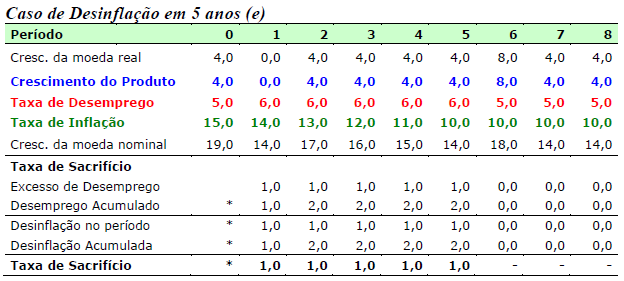 Caso de Desinflação em 5 anos (e)
Período 0 1 2 3 4 5 6 7 8
Cresc. da moeda real 4,0 0,0 4,0 4,0 4,0 4,0 8,0 4,0 4,0
Crescimento do Produto 4,0 0,0 4,0 4,0 4,0 4,0 8,0 4,0 4,0
Taxa de Desemprego 5,0 6,0 6,0 6,0 6,0 6,0 5,0 5,0 5,0
Taxa de Inflação 15,0 14,0 13,0 12,0 11,0 10,0 10,0 10,0 10,0
Cresc. da moeda nominal 19,0 14,0 17,0 16,0 15,0 14,0 18,0 14,0 14,0
Taxa de Sacrifício
Excesso de Desemprego 1,0 1,0 1,0 1,0 1,0 0,0 0,0 0,0
Desemprego Acumulado * 1,0 2,0 2,0 2,0 2,0 0,0 0,0 0,0
Desinflação no período * 1,0 1,0 1,0 1,0 1,0 0,0 0,0 0,0
Desinflação Acumulada * 1,0 2,0 2,0 2,0 2,0 0,0 0,0 0,0
Taxa de Sacrifício * 1,0 1,0 1,0 1,0 1,0 - - -